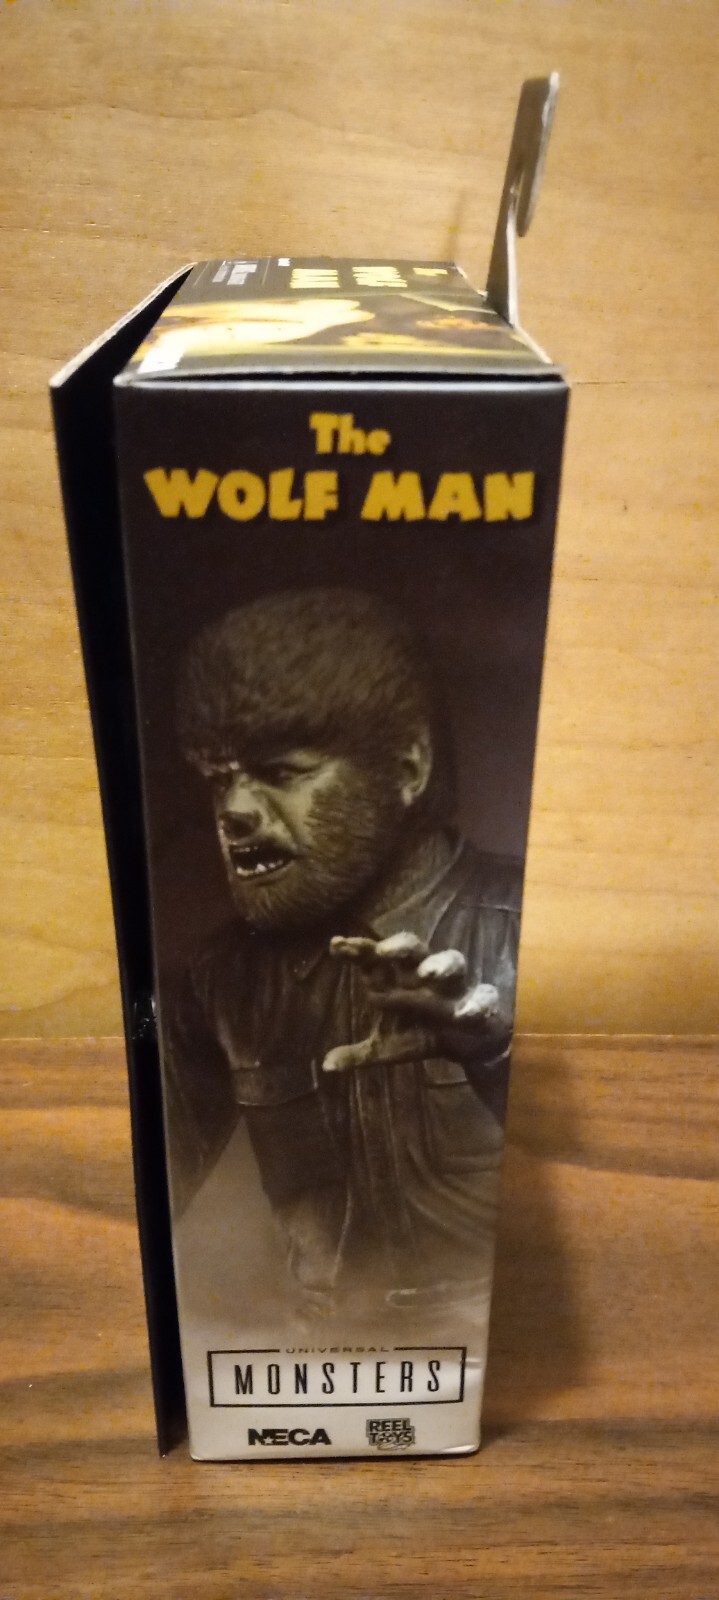 The
WOLF MAN
UNIVERSAL
MONSTERS
NECA
REEL
TOYS